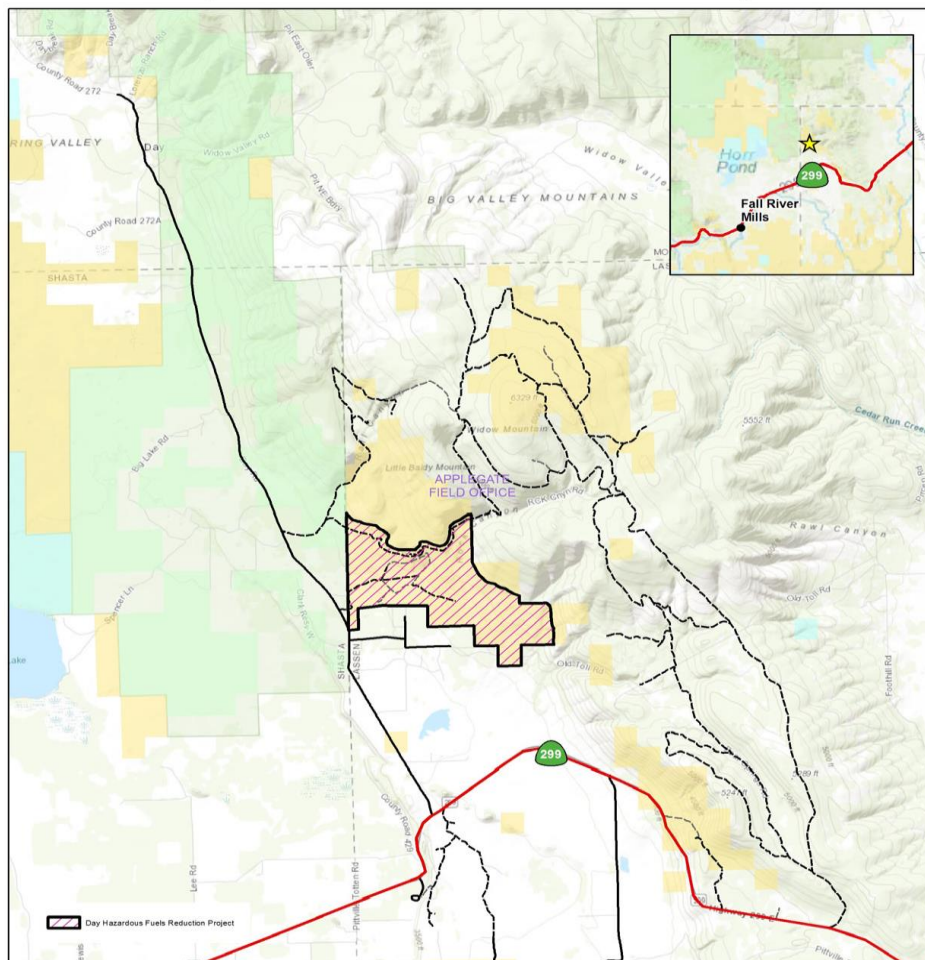 County Road 272
Day
Widow Valley Rd
County Road 272A
BIG VALLEY MOUNTAINS
SHASTA
Horr
Pond
299
Fall River
Mills
Big Lake Rd
6329 ft
Widow Mountain
Little Baldy Mountain
APPLEGATE
FIELD OFFICE
5552 ft
Cedar Run Creek
Rawl Canyon
Old Toll Rd
Spencer Ln
SHASTA
LASSEN
Old Toll Rd
Foothill Rd
299
County Road 429
Lee Rd
Pittville Totten Rd
Day Hazardous Fuels Reduction Project